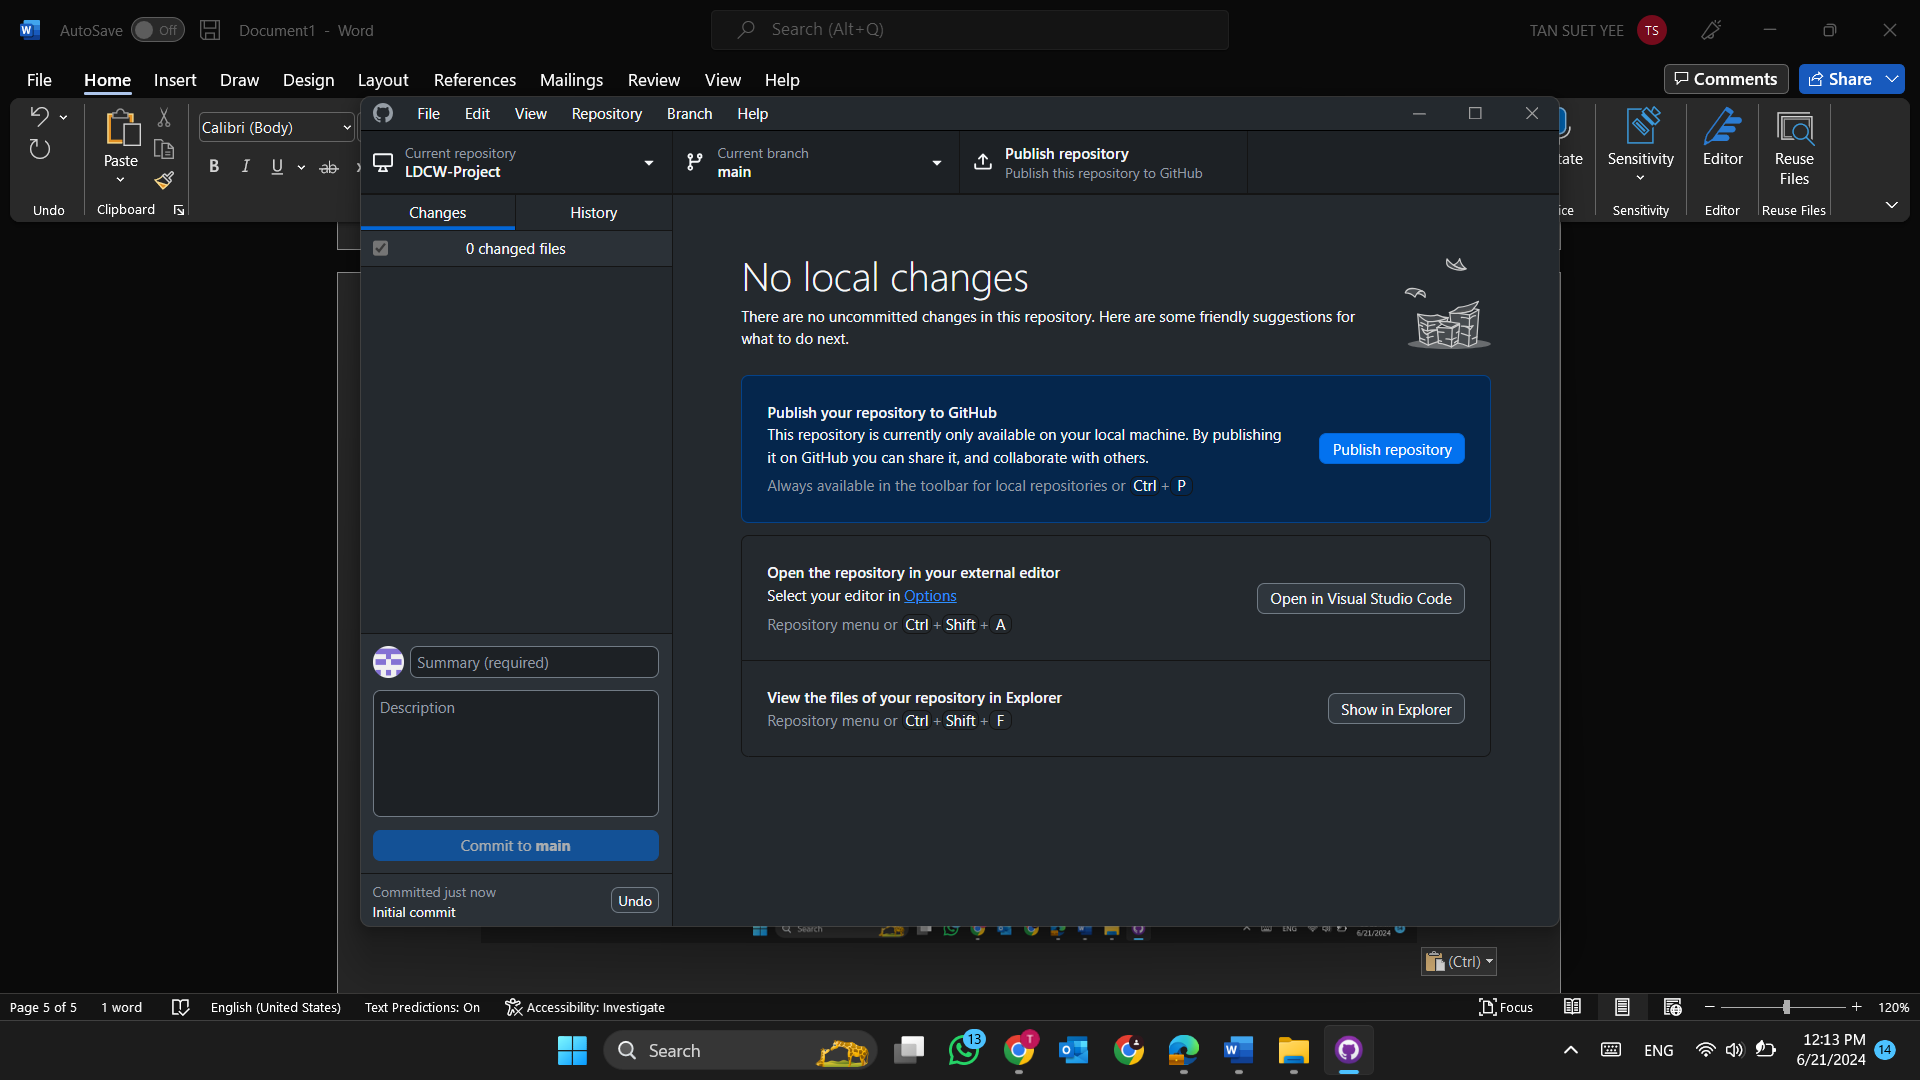 AutoSave Off Document1 - Word Search (Alt+Q) TAN SUET YEE TS
File Home Insert Draw Design Layout References Mailings Review View Help Comments Share
Calibri (Body)
Paste
B I U ab
Undo Clipboard
tate
ice
Sensitivity
Sensitivity
Editor
Editor
Reuse
Files
Reuse Files
File Edit View Repository Branch Help
Current repository
LDCW-Project
Current branch
main
Publish repository
Publish this repository to GitHub
Changes History
0 changed files
No local changes
There are no uncommitted changes in this repository. Here are some friendly suggestions for
what to do next.
Publish your repository to GitHub
This repository is currently only available on your local machine. By publishing
it on GitHub you can share it, and collaborate with others.
Always available in the toolbar for local repositories or Ctrl + P
Publish repository
Open the repository in your external editor
Select your editor in Options
Repository menu or Ctrl + Shift + A
Open in Visual Studio Code
View the files of your repository in Explorer
Repository menu or Ctrl + Shift + F
Show in Explorer
Summary (required)
Description
Commit to main
Committed just now
Initial commit
Undo
Search ENG 6/21/2024
(Ctrl)
Page 5 of 5 1 word English (United States) Text Predictions: On Accessibility: Investigate Focus 120%
Search 13 T ENG 12:13 PM
6/21/2024 14